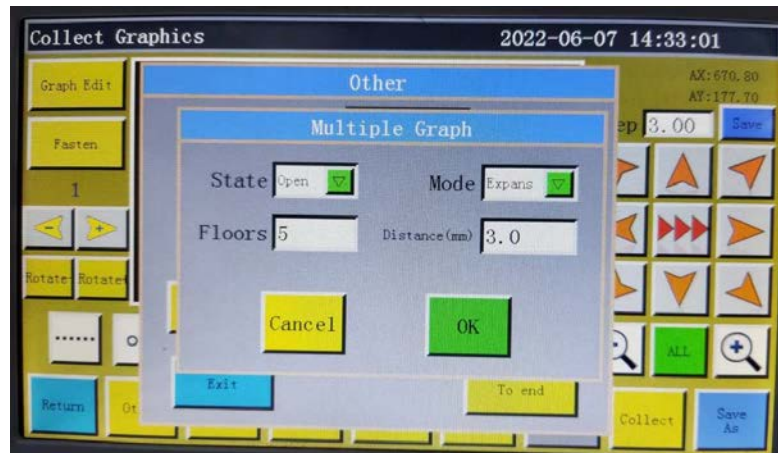 Collect Graphics 2022-06-07 14:33:01
Graph Edit
Other
AX:670.80
AY:177.70
Multiple Graph
ep 3.00 Save
Fasten
State Open Mode Expans
1
Floors 5 Distance(mm) 3.0
- +
Rotate- Rotate
Cancel OK
ALL
Exit To end
Return Ot Collect Save As